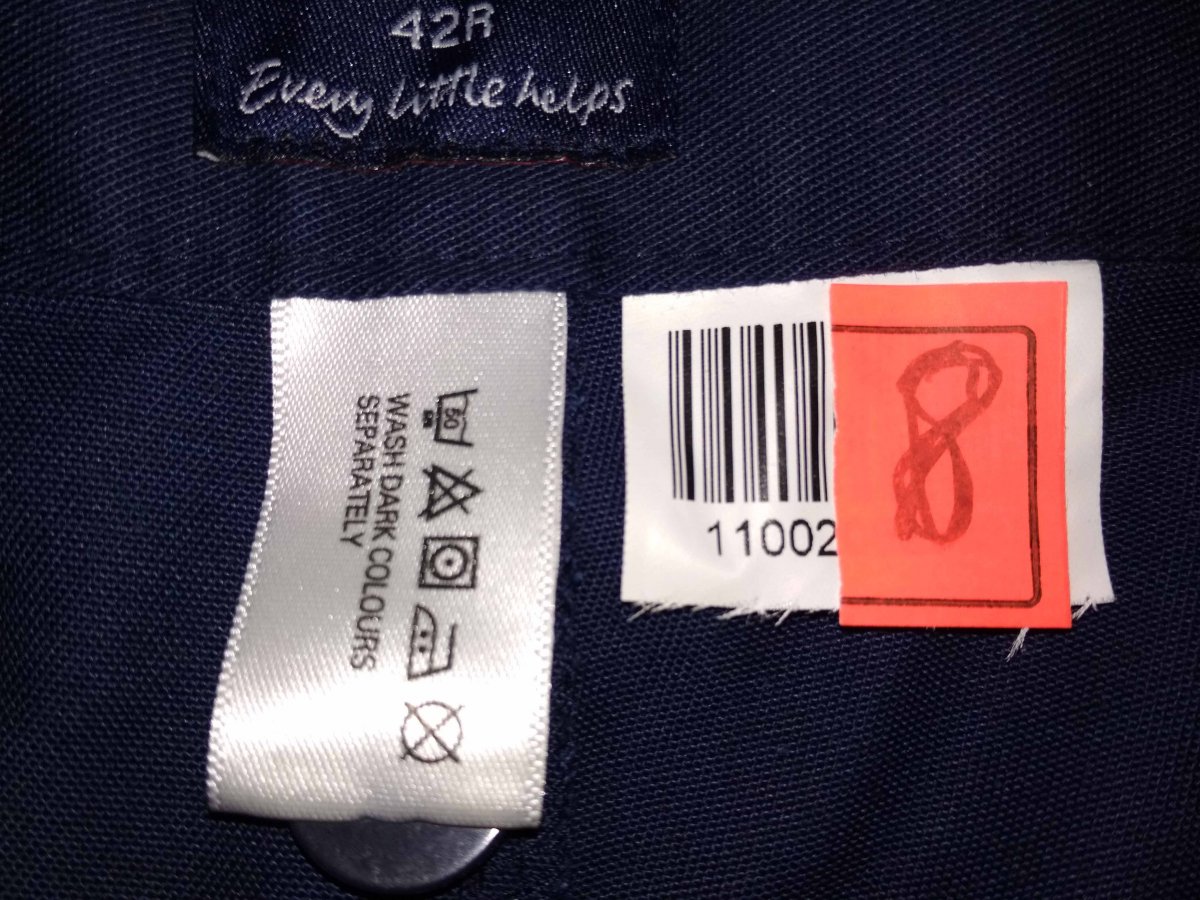 42R
Every little helps
50
WASH DARK COLOURS
SEPARATELY
11002
8